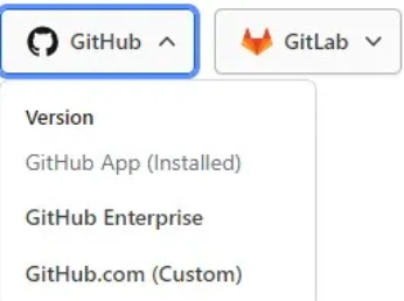 GitHub GitLab
Version
GitHub App (Installed)
GitHub Enterprise
GitHub.com (Custom)